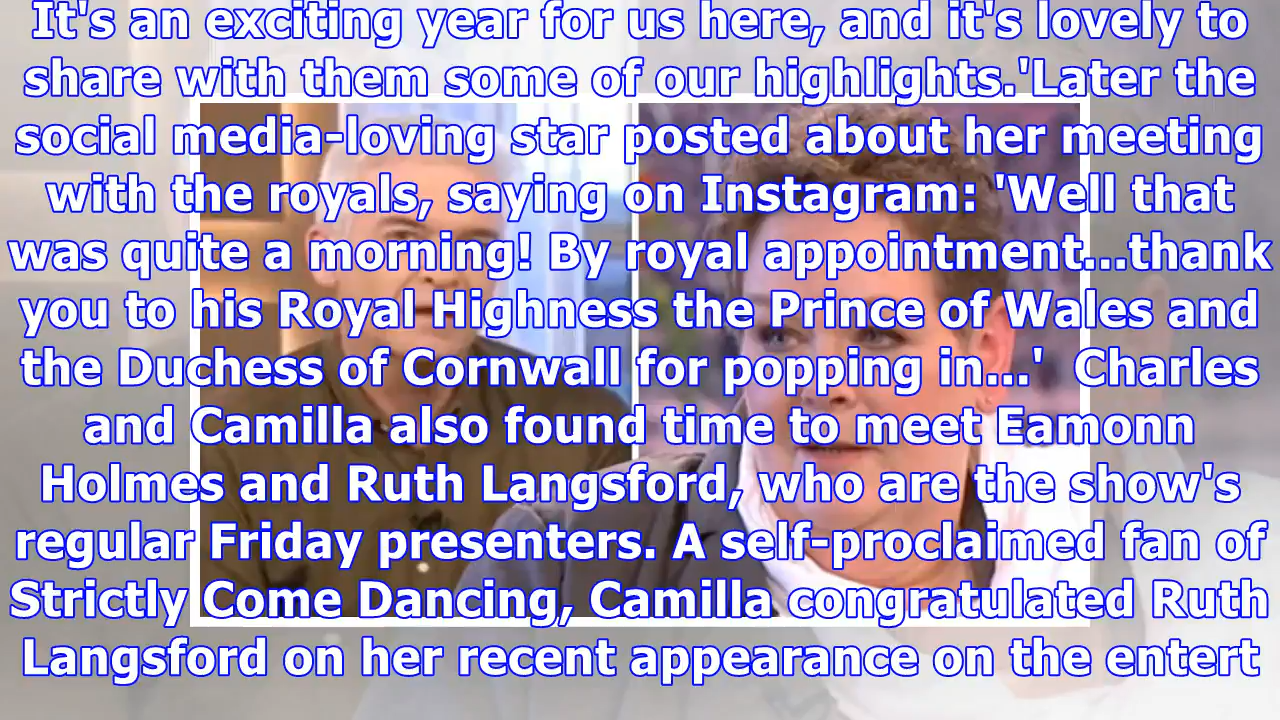 It's an exciting year for us here, and it's lovely to
share with them some of our highlights.'Later the
social media-loving star posted about her meeting
with the royals, saying on Instagram: 'Well that
was quite a morning! By royal appointment...thank
you to his Royal Highness the Prince of Wales and
the Duchess of Cornwall for popping in...'  Charles
and Camilla also found time to meet Eamonn
Holmes and Ruth Langsford, who are the show's
regular Friday presenters. A self-proclaimed fan of
Strictly Come Dancing, Camilla congratulated Ruth
Langsford on her recent appearance on the entert